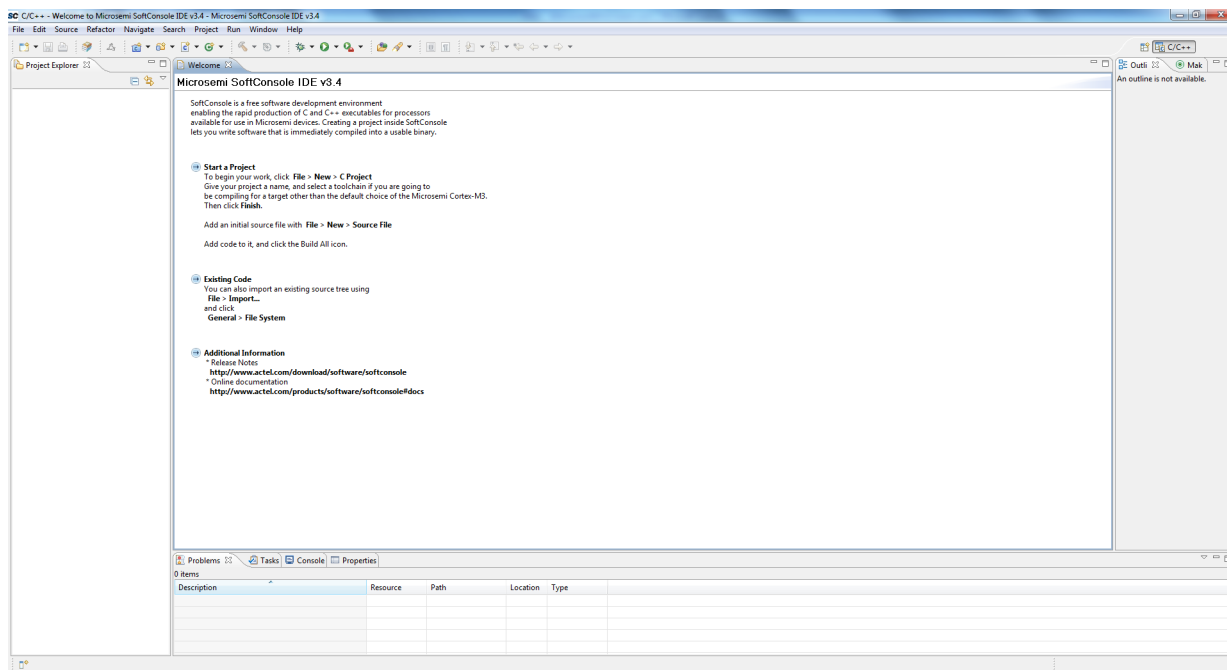 SC C/C++ - Welcome to Microsemi SoftConsole IDE v3.4 - Microsemi SoftConsole IDE v3.4
File Edit Source Refactor Navigate Search Project Run Window Help
C/C++
Project Explorer
Welcome
Outli
Mak
Microsemi SoftConsole IDE v3.4
An outline is not available.
SoftConsole is a free software development environment
enabling the rapid production of C and C++ executables for processors
available for use in Microsemi devices. Creating a project inside SoftConsole
lets you write software that is immediately compiled into a usable binary.
Start a Project
To begin your work, click File > New > C Project
Give your project a name, and select a toolchain if you are going to
be compiling for a target other than the default choice of the Microsemi Cortex-M3.
Then click Finish.
Add an initial source file with File > New > Source File
Add code to it, and click the Build All icon.
Existing Code
You can also import an existing source tree using
File > Import...
and click
General > File System
Additional Information
* Release Notes
http://www.actel.com/download/software/softconsole
* Online documentation
http://www.actel.com/products/software/softconsole#docs
Problems Tasks Console Properties
0 items
Description Resource Path Location Type